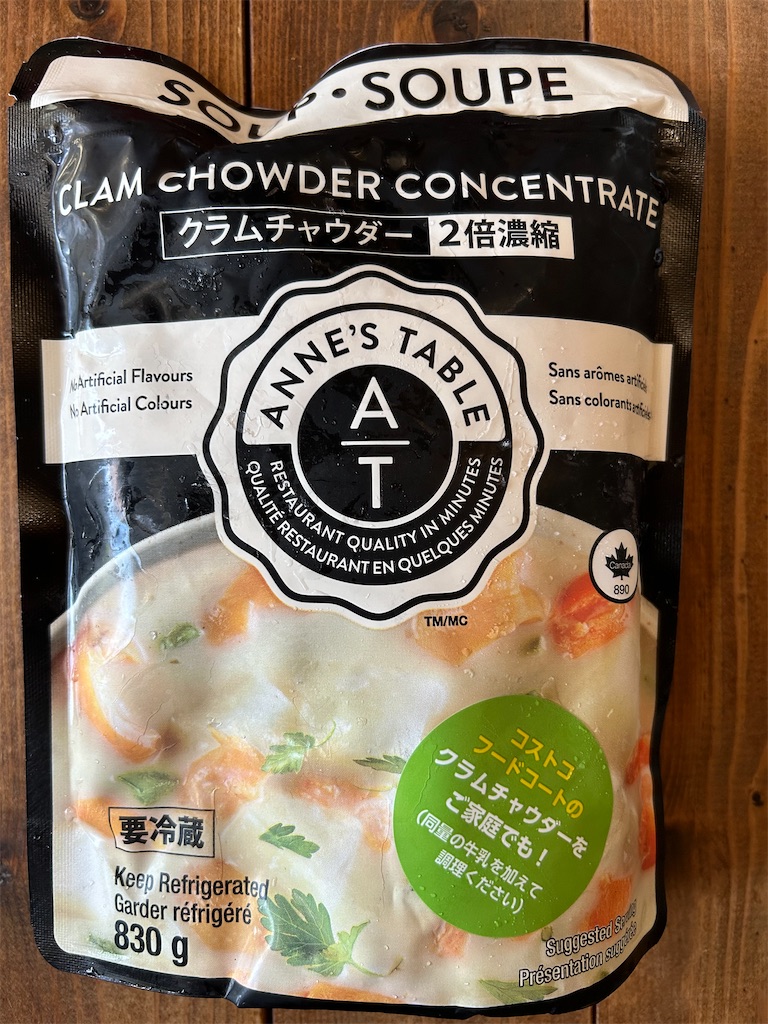 SOUP • SOUPE
CLAM CHOWDER CONCENTRATE
クラムチャウダー 2倍濃縮
No Artificial Flavours
No Artificial Colours
Sans arômes artificiels
Sans colorants artificiels
ANNE'S TABLE
A
T
RESTAURANT QUALITY IN MINUTES
QUALITÉ RESTAURANT EN QUELQUES MINUTES
TM/MC
Canada
890
コストコ
フードコートの
クラムチャウダーを
ご家庭でも!
(同量の牛乳を加えて
調理ください)
要冷蔵
Keep Refrigerated
Garder réfrigéré
830 g
Suggested Serving
Présentation suggérée